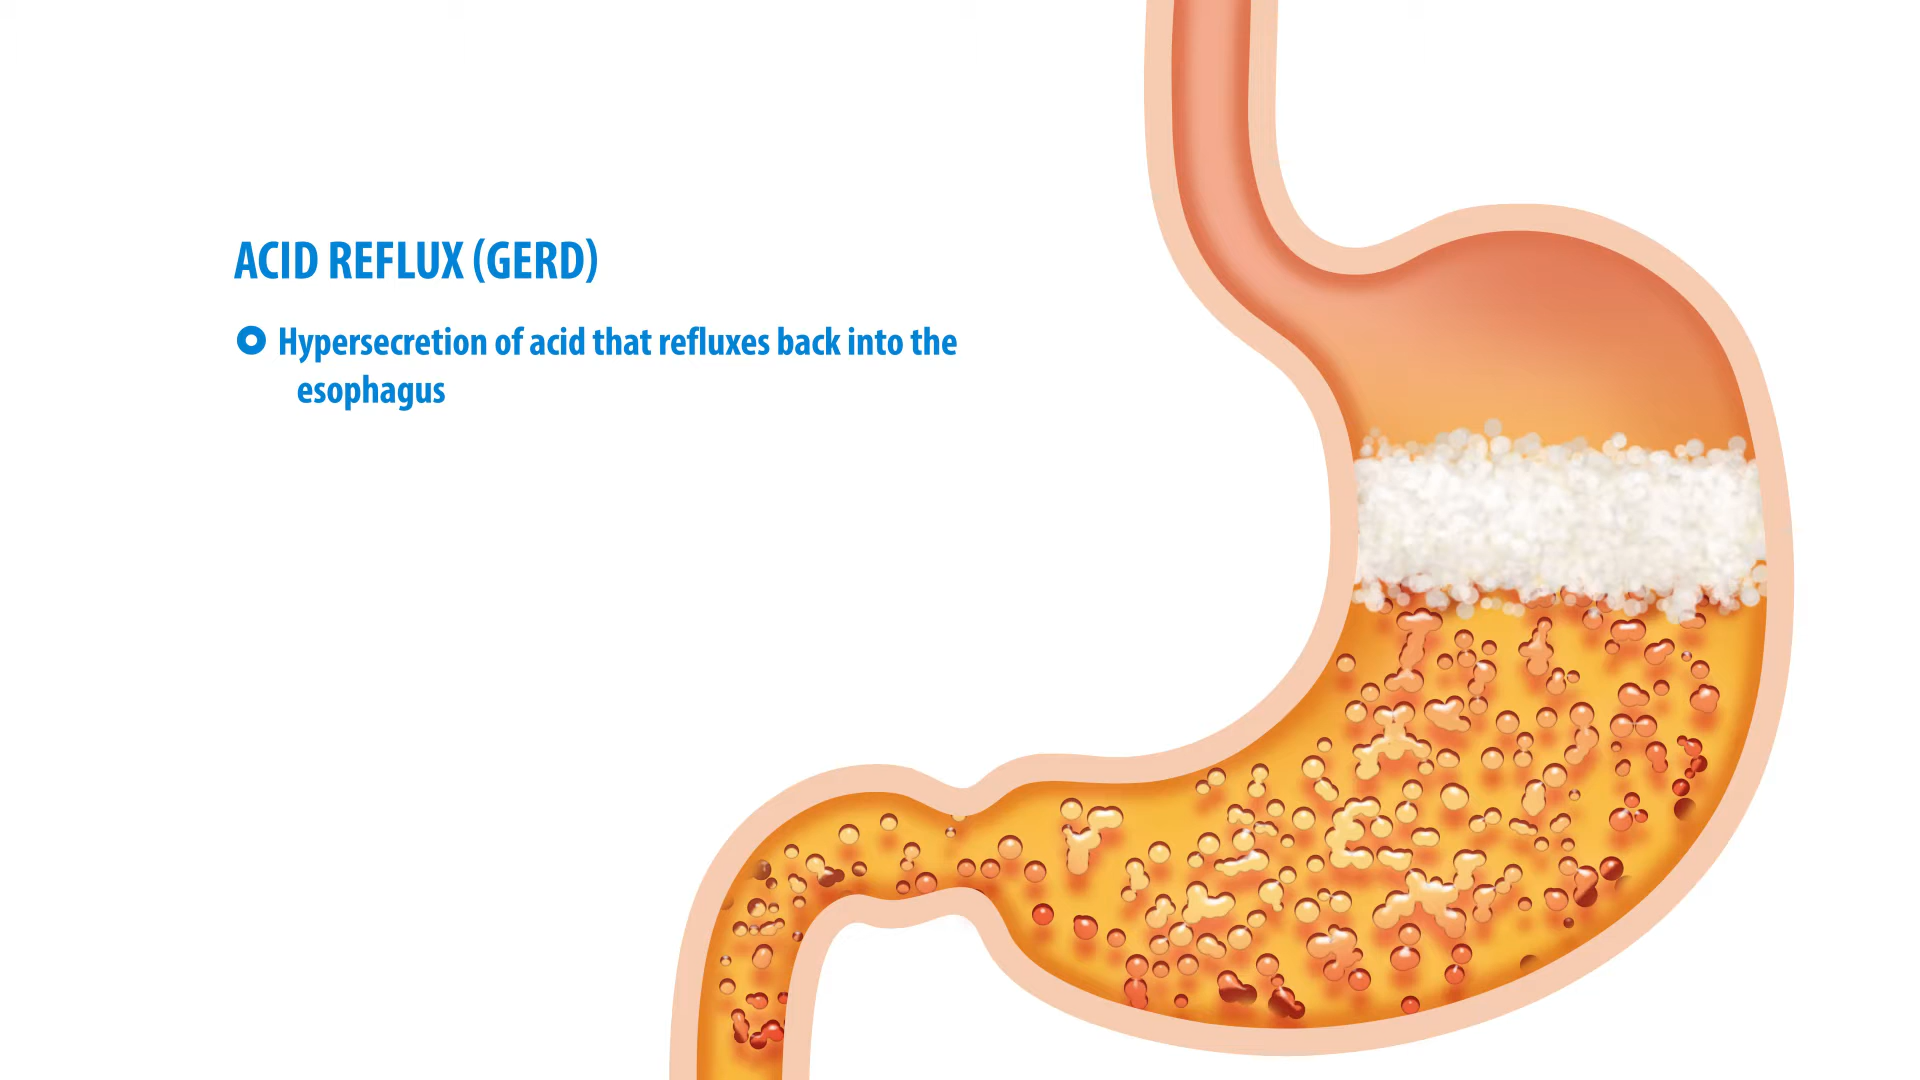 ACID REFLUX (GERD)
Hypersecretion of acid that refluxes back into the
esophagus